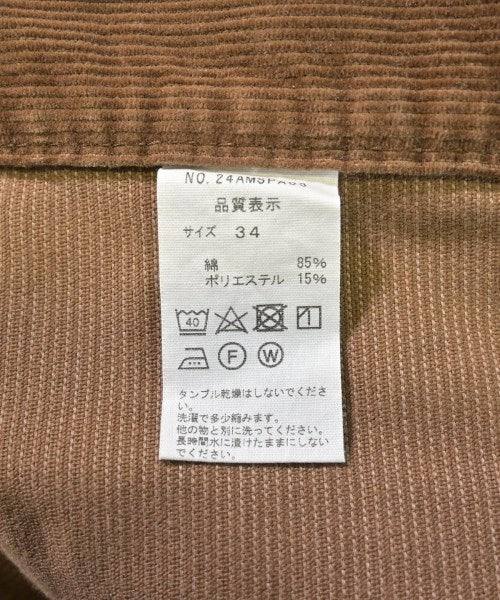 品質表示
サイズ 34
綿 85%
ポリエステル 15%
40
F W
タンブル乾燥はしないでくださ
い。
洗濯で多少縮みます。
他の物と別に洗ってください。
長時間水に漬けたままにしない
でください。